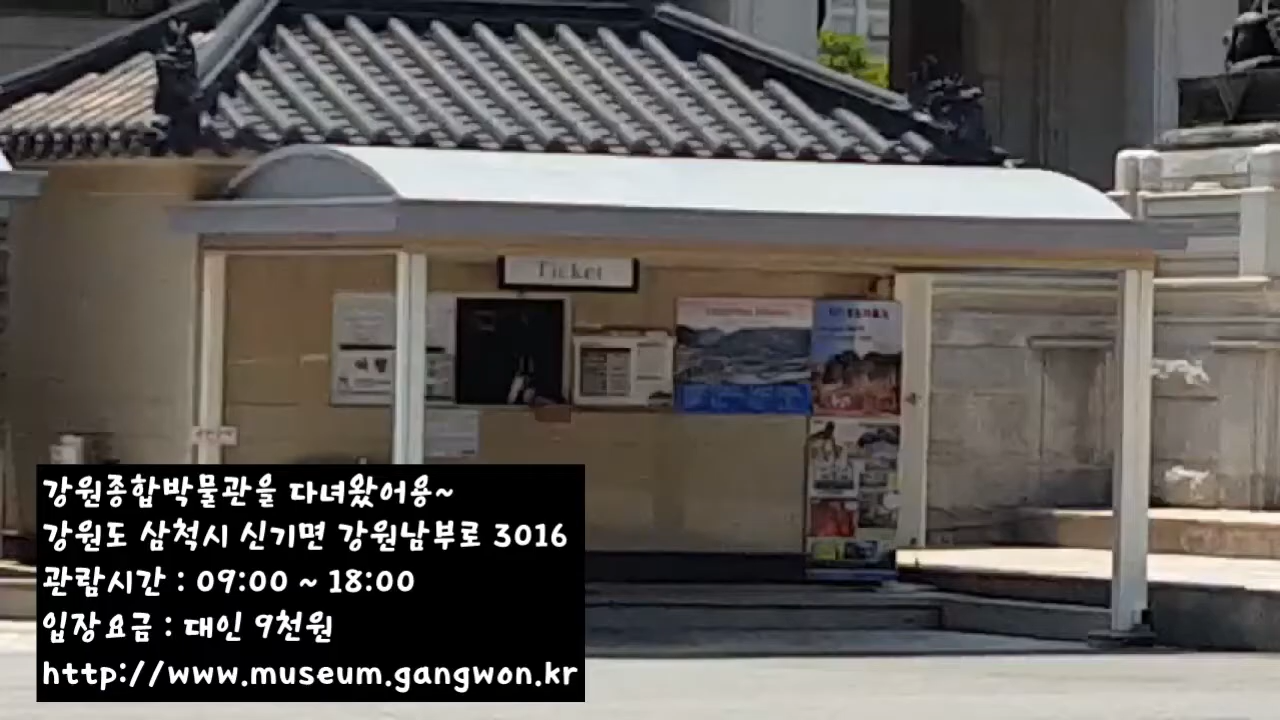 Ticket
강원종합박물관을 다녀왔어용~
강원도 삼척시 신기면 강원남부로 3016
관람시간 : 09:00 ~ 18:00
입장요금 : 대인 9천원
http://www.museum.gangwon.kr